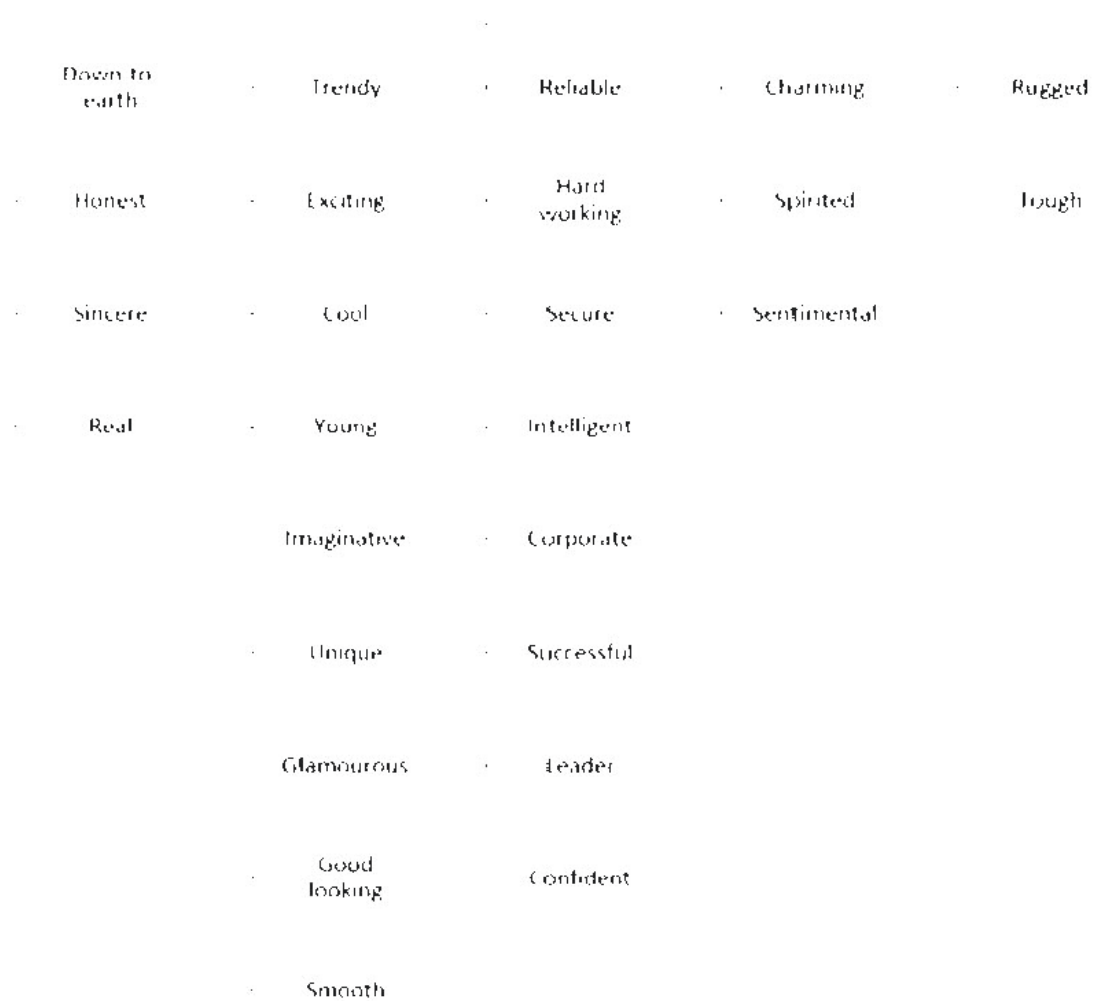 Down to
earth
Trendy
Reliable
Charming
Rugged
Honest
Exciting
Hard
working
Spirited
Tough
Sincere
Cool
Secure
Sentimental
Real
Young
Intelligent
Imaginative
Corporate
Unique
Successful
Glamourous
Leader
Good
looking
Confident
Smooth